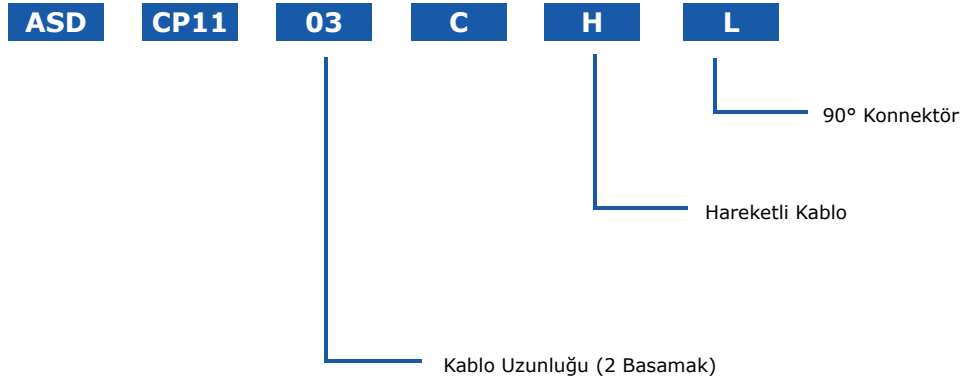 ASD CP11 03 C H L
90° Konnektör
Hareketli Kablo
Kablo Uzunluğu (2 Basamak)